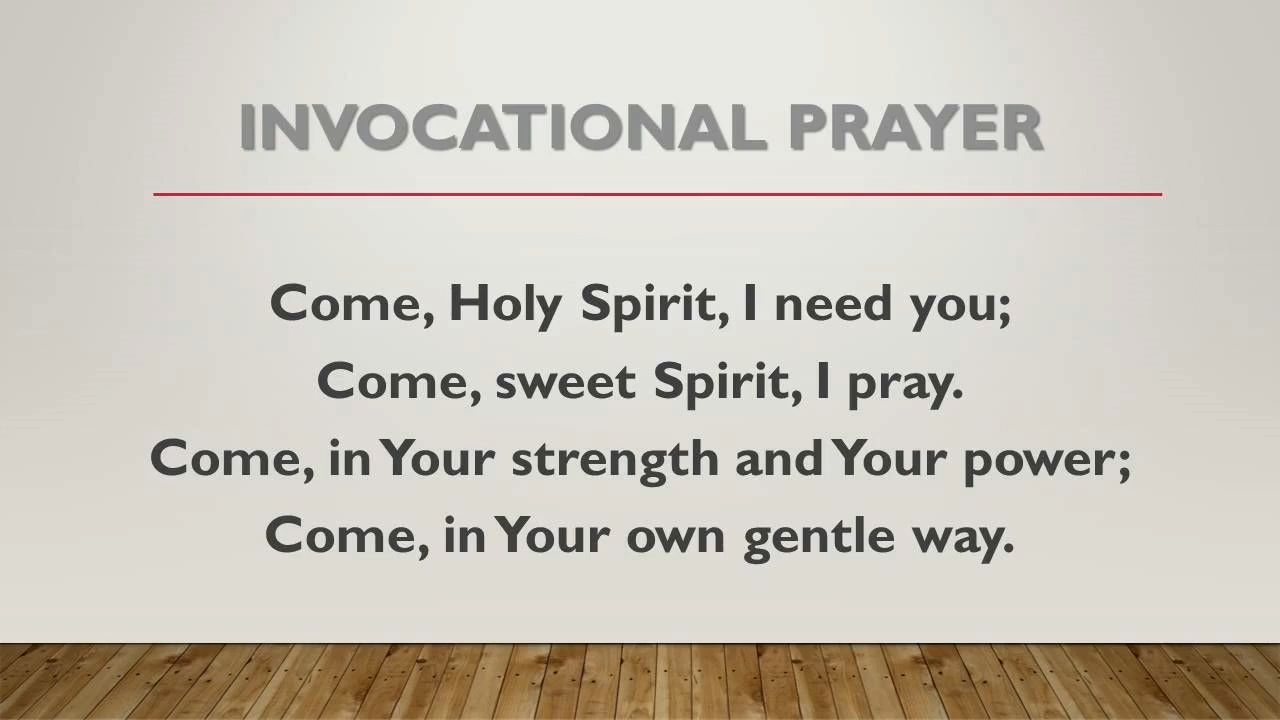 INVOCATIONAL PRAYER
Come, Holy Spirit, I need you;
Come, sweet Spirit, I pray.
Come, in Your strength and Your power;
Come, in Your own gentle way.